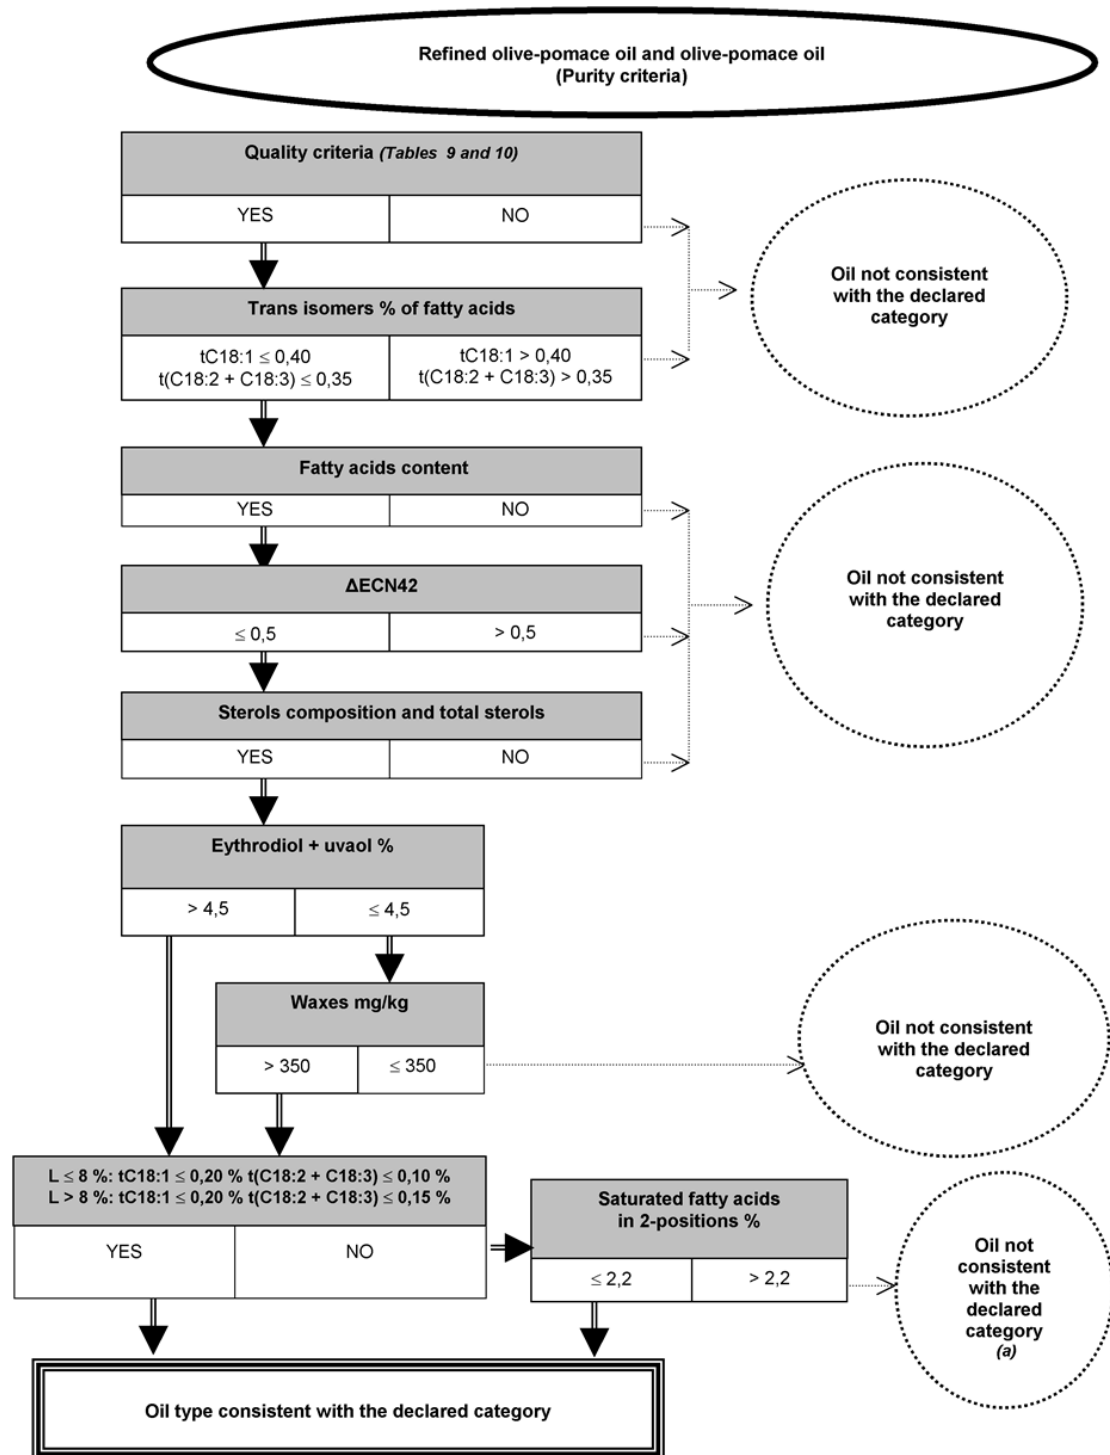 Refined olive-pomace oil and olive-pomace oil
(Purity criteria)
Quality criteria (Tables 9 and 10)
YES
NO
Oil not consistent
with the declared
category
Trans isomers % of fatty acids
tC18:1 ≤ 0,40
t(C18:2 + C18:3) ≤ 0,35
tC18:1 > 0,40
t(C18:2 + C18:3) > 0,35
Fatty acids content
YES
NO
ΔECN42
≤ 0,5
> 0,5
Oil not consistent
with the declared
category
Sterols composition and total sterols
YES
NO
Eythrodiol + uvaol %
> 4,5
≤ 4,5
Waxes mg/kg
> 350
≤ 350
Oil not consistent
with the declared
category
L ≤ 8 %: tC18:1 ≤ 0,20 % t(C18:2 + C18:3) ≤ 0,10 %
L > 8 %: tC18:1 ≤ 0,20 % t(C18:2 + C18:3) ≤ 0,15 %
YES
NO
Saturated fatty acids
in 2-positions %
≤ 2,2
> 2,2
Oil not
consistent
with the
declared
category
(a)
Oil type consistent with the declared category